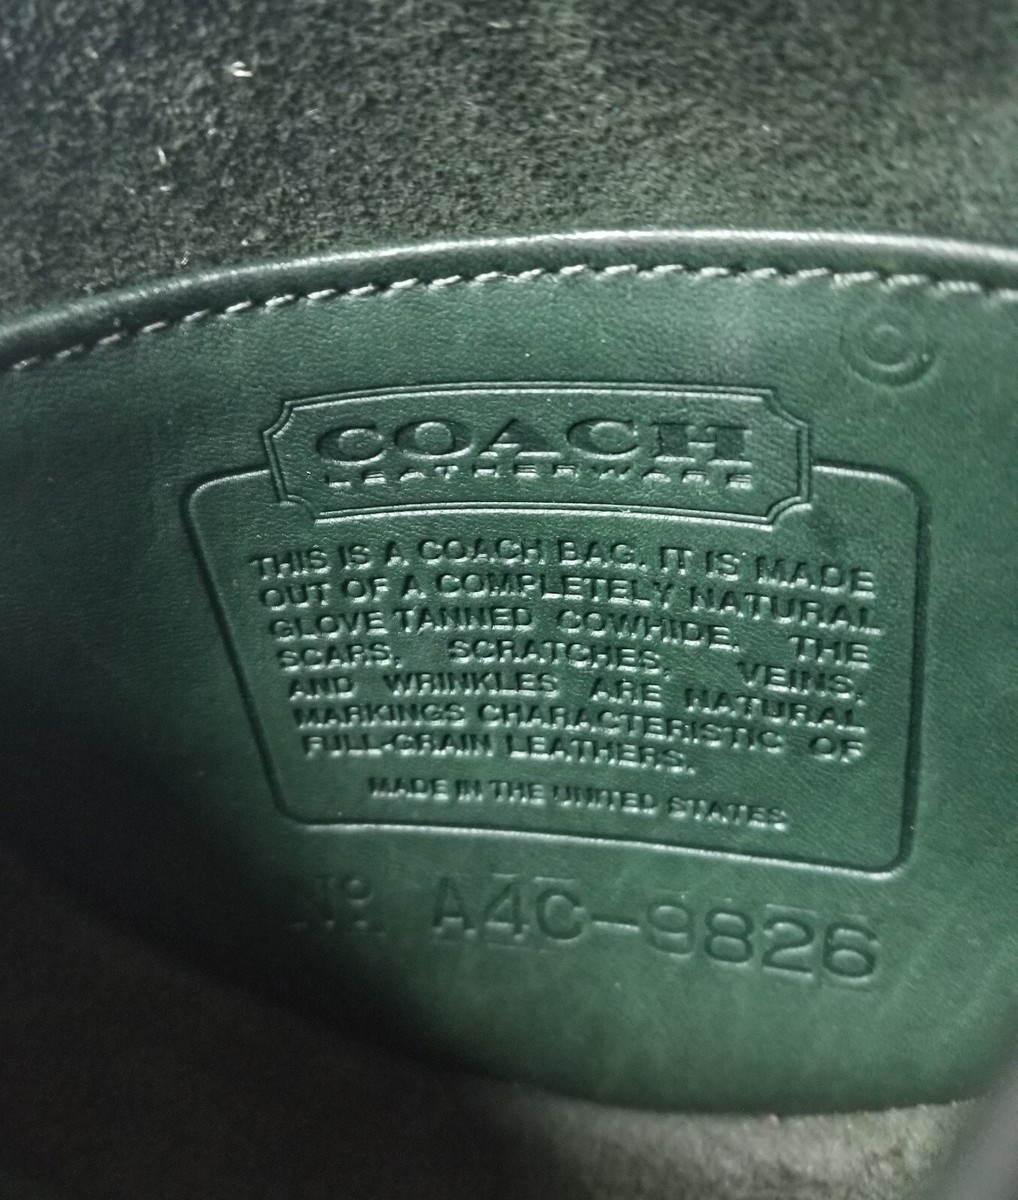 COACH
LEATHERWARE
THIS IS A COACH BAG. IT IS MADE
OUT OF A COMPLETELY NATURAL
GLOVE TANNED COWHIDE. THE
SCARS, SCRATCHES, VEINS,
AND WRINKLES ARE NATURAL
MARKINGS CHARACTERISTIC OF
FULL-GRAIN LEATHERS.
MADE IN THE UNITED STATES
No: A4C-9826